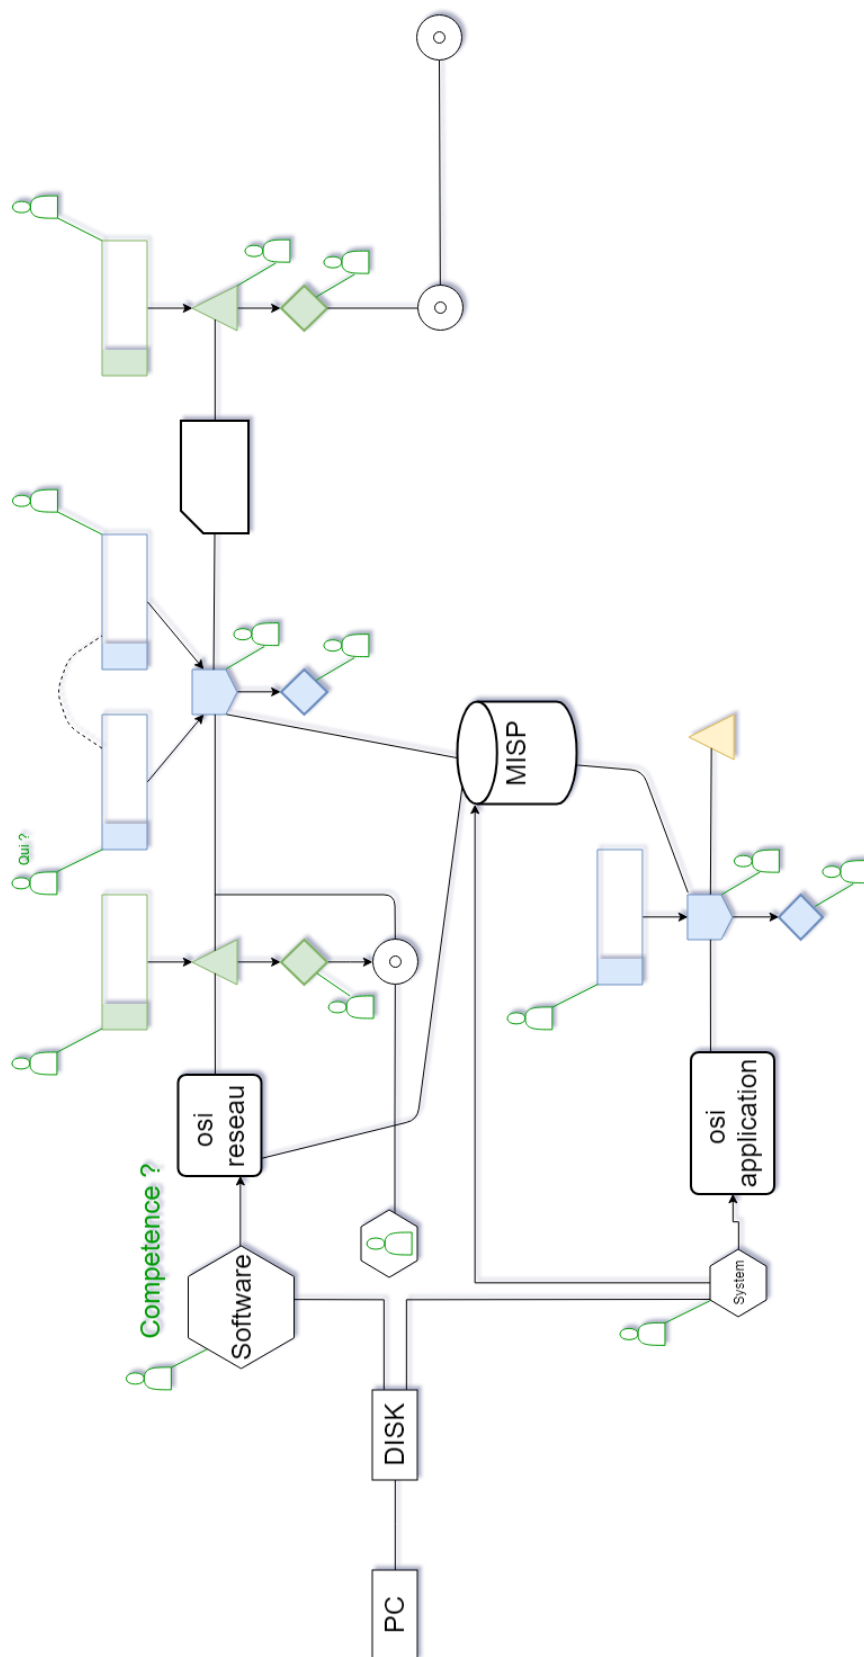 PC
DISK
Software
System
Competence ?
osi
reseau
osi
application
Qui ?
MISP